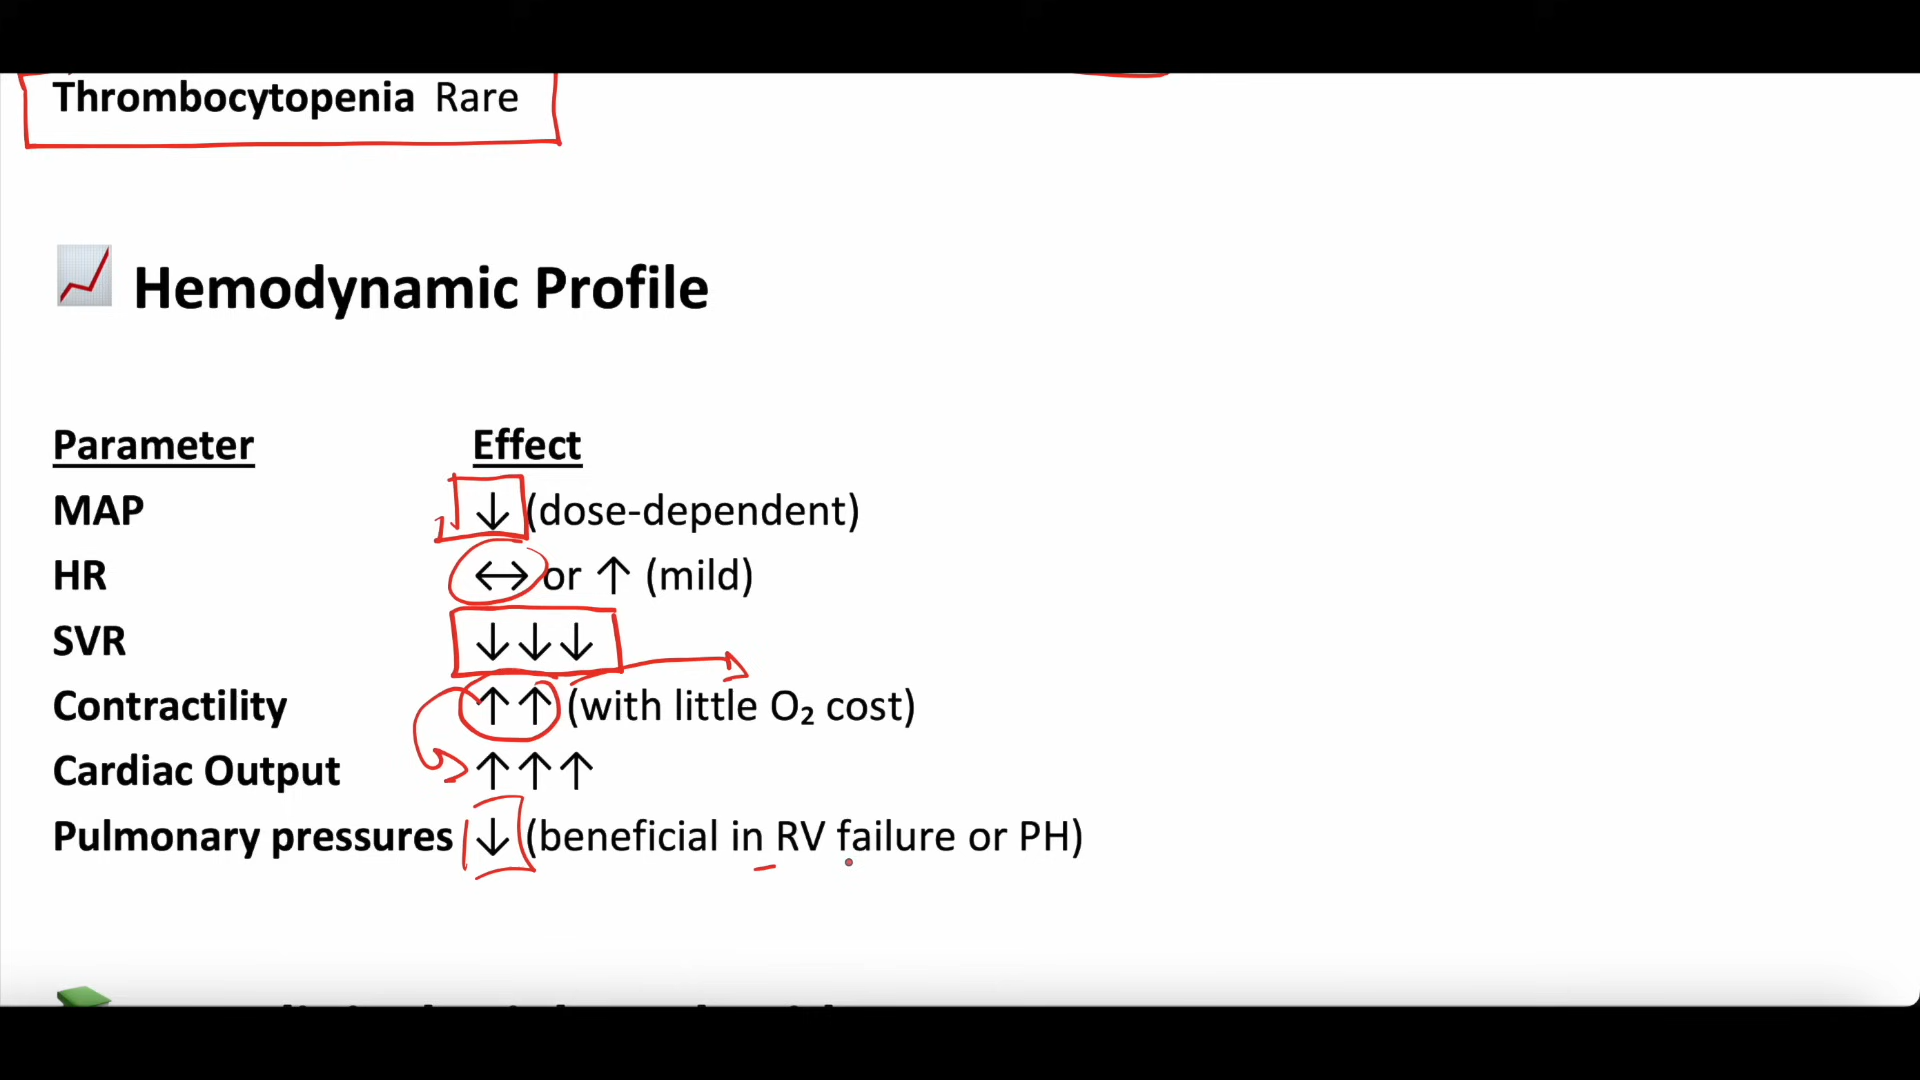 Thrombocytopenia Rare
Hemodynamic Profile
Parameter Effect
MAP ↓ (dose-dependent)
HR ↔ or ↑ (mild)
SVR ↓↓↓
Contractility ↑↑ (with little O₂ cost)
Cardiac Output ↑↑↑
Pulmonary pressures ↓ (beneficial in RV failure or PH)